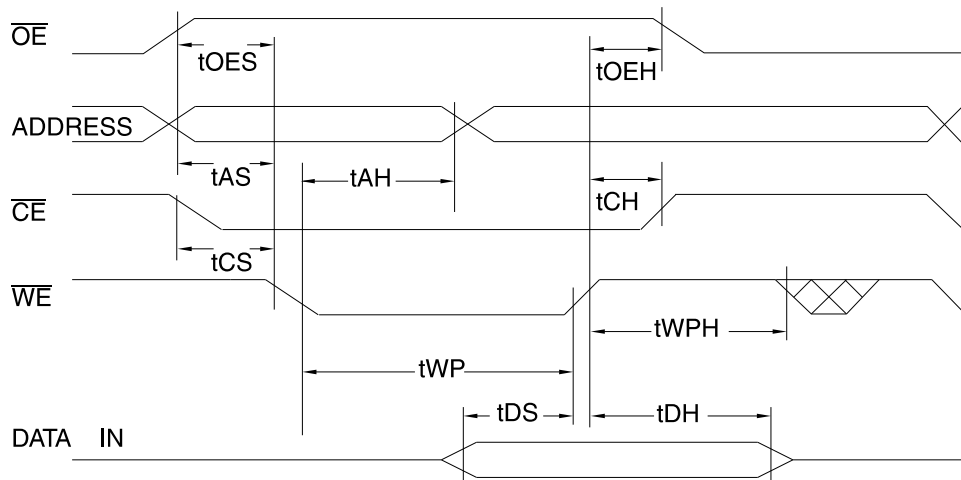 OE
tOES
tOEH
ADDRESS
tAS
tAH
tCH
CE
tCS
WE
tWPH
tWP
tDS
tDH
DATA IN